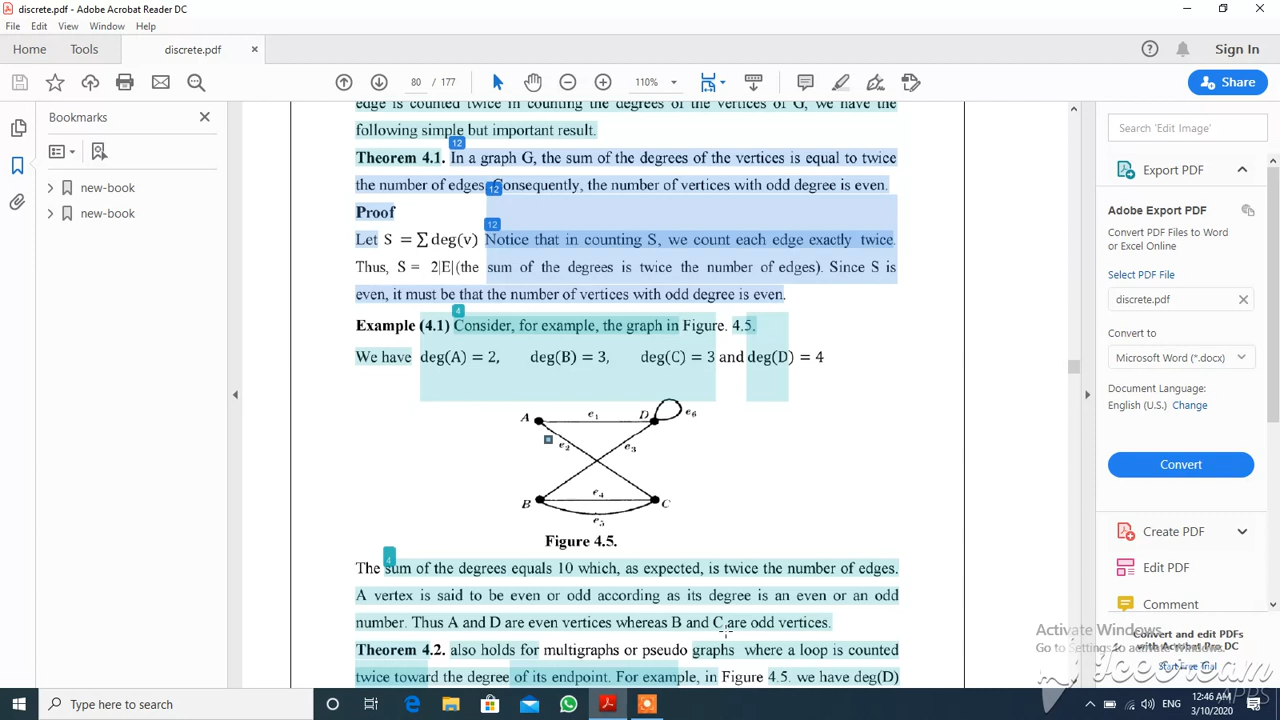 discrete.pdf - Adobe Acrobat Reader DC
File Edit View Window Help
Home Tools discrete.pdf × Sign In
80 / 177 110% Share
Bookmarks
new-book
new-book
edge is counted twice in counting the degrees of the vertices of G, we have the
following simple but important result.
12
Theorem 4.1. In a graph G, the sum of the degrees of the vertices is equal to twice
the number of edges. Consequently, the number of vertices with odd degree is even.
12
Proof
12
Let S = ∑ deg(v) Notice that in counting S, we count each edge exactly twice.
Thus, S = 2|E|(the sum of the degrees is twice the number of edges). Since S is
even, it must be that the number of vertices with odd degree is even.
4
Example (4.1) Consider, for example, the graph in Figure. 4.5.
We have deg(A) = 2, deg(B) = 3, deg(C) = 3 and deg(D) = 4
A e1 D e6
e2 e3
B e4 C
e5
Figure 4.5.
4
The sum of the degrees equals 10 which, as expected, is twice the number of edges.
A vertex is said to be even or odd according as its degree is an even or an odd
number. Thus A and D are even vertices whereas B and C are odd vertices.
Theorem 4.2. also holds for multigraphs or pseudo graphs where a loop is counted
twice toward the degree of its endpoint. For example, in Figure 4.5. we have deg(D)
Search 'Edit Image'
Export PDF
Adobe Export PDF
Convert PDF Files to Word
or Excel Online
Select PDF File
discrete.pdf ×
Convert to
Microsoft Word (*.docx)
Document Language:
English (U.S.) Change
Convert
Create PDF
Edit PDF
Comment
Convert and edit PDFs
with Acrobat Pro DC
Start Free Trial
Activate Windows
Go to Settings to activate Windows.
IceCream
APPS
Type here to search
12:46 AM
3/10/2020